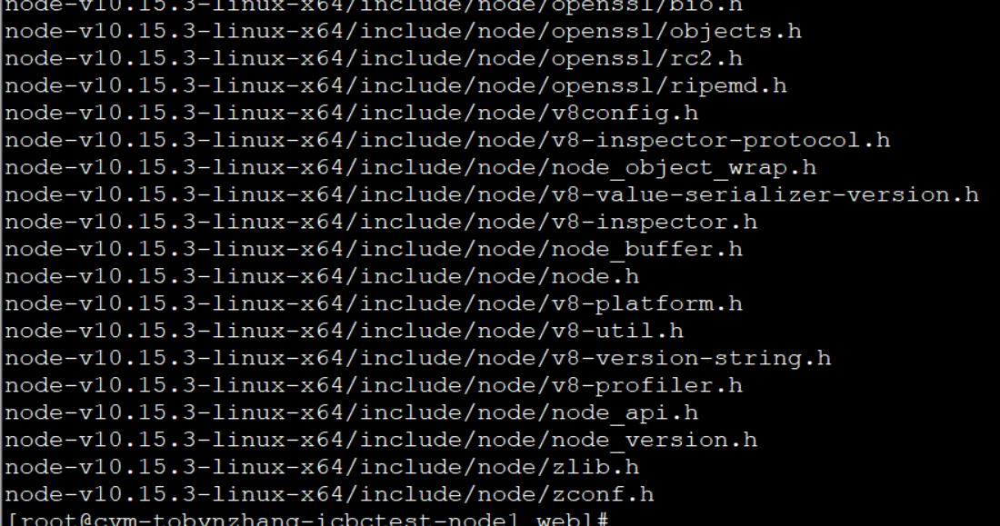 node-v10.15.3-linux-x64/include/node/openssl/bio.h
node-v10.15.3-linux-x64/include/node/openssl/objects.h
node-v10.15.3-linux-x64/include/node/openssl/rc2.h
node-v10.15.3-linux-x64/include/node/openssl/ripemd.h
node-v10.15.3-linux-x64/include/node/v8config.h
node-v10.15.3-linux-x64/include/node/v8-inspector-protocol.h
node-v10.15.3-linux-x64/include/node/node_object_wrap.h
node-v10.15.3-linux-x64/include/node/v8-value-serializer-version.h
node-v10.15.3-linux-x64/include/node/v8-inspector.h
node-v10.15.3-linux-x64/include/node/node_buffer.h
node-v10.15.3-linux-x64/include/node/node.h
node-v10.15.3-linux-x64/include/node/v8-platform.h
node-v10.15.3-linux-x64/include/node/v8-util.h
node-v10.15.3-linux-x64/include/node/v8-version-string.h
node-v10.15.3-linux-x64/include/node/v8-profiler.h
node-v10.15.3-linux-x64/include/node/node_api.h
node-v10.15.3-linux-x64/include/node/node_version.h
node-v10.15.3-linux-x64/include/node/zlib.h
node-v10.15.3-linux-x64/include/node/zconf.h
[root@cvm-tobynzhang-icbctest-node1 web]#